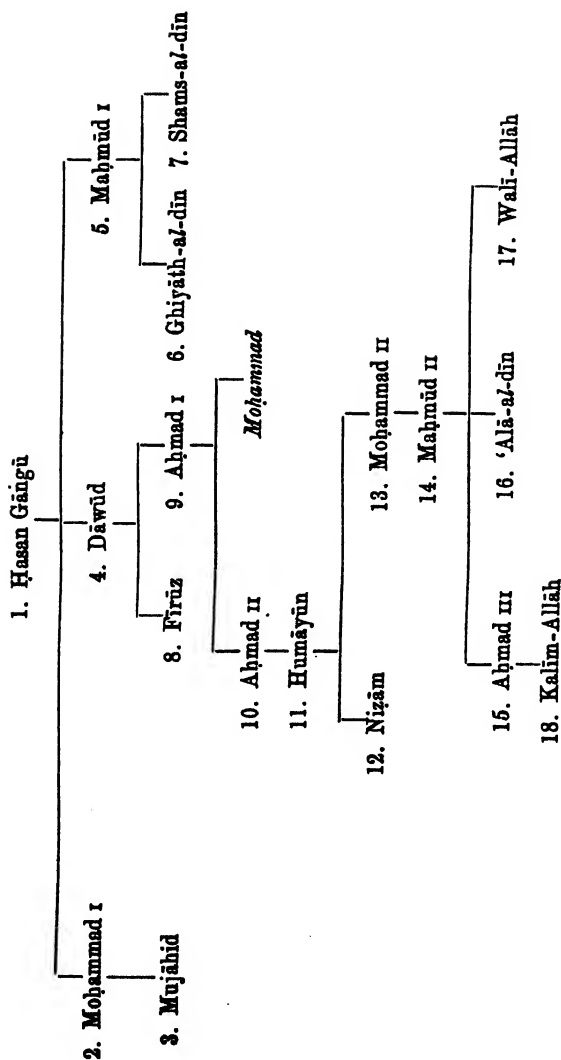 1. Ḥasan Gāngū
2. Moḥammad I
4. Dāwūd
5. Maḥmūd I
3. Mujāhid
8. Fīrūz
9. Aḥmad I
6. Ghiyāth-al-dīn
7. Shams-al-dīn
10. Aḥmad II
Moḥammad
11. Humāyūn
12. Niẓām
13. Moḥammad II
14. Maḥmūd II
15. Aḥmad III
16. ‘Alā-al-dīn
17. Walī-Allāh
18. Kalīm-Allāh